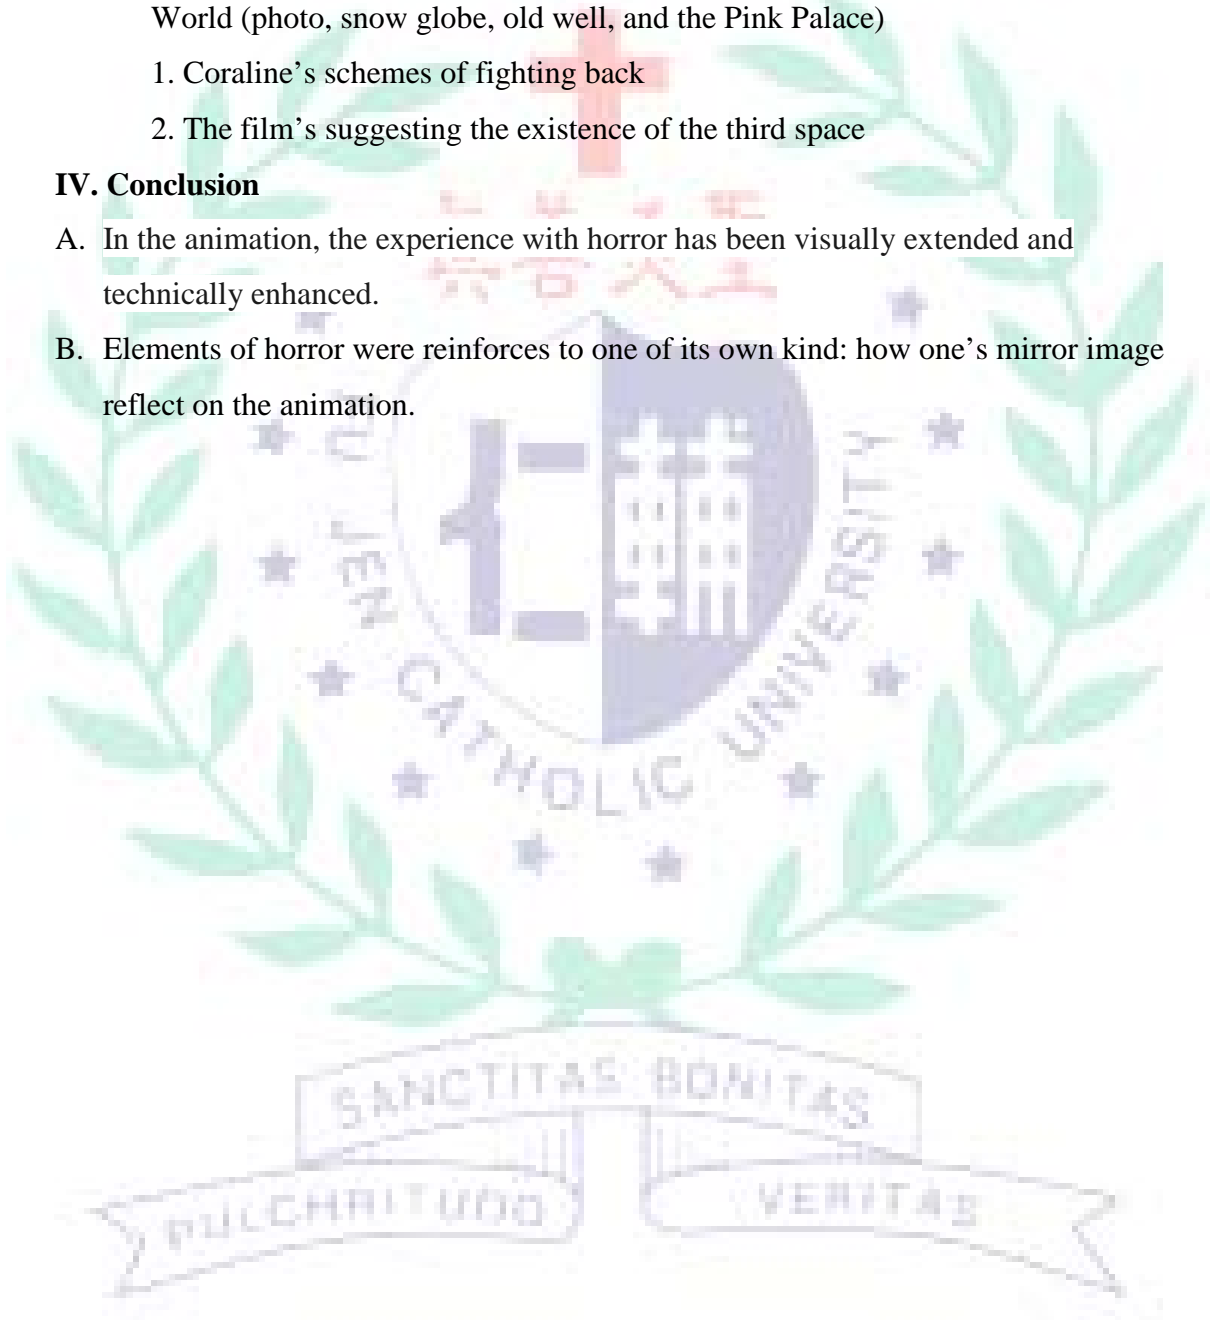 World (photo, snow globe, old well, and the Pink Palace)
1. Coraline’s schemes of fighting back
2. The film’s suggesting the existence of the third space
IV. Conclusion
A. In the animation, the experience with horror has been visually extended and
technically enhanced.
B. Elements of horror were reinforces to one of its own kind: how one’s mirror image
reflect on the animation.
JEN CATHOLIC UNIVERSITY
SANCTITAS BONITAS
PULCHRITUDO
VERITAS